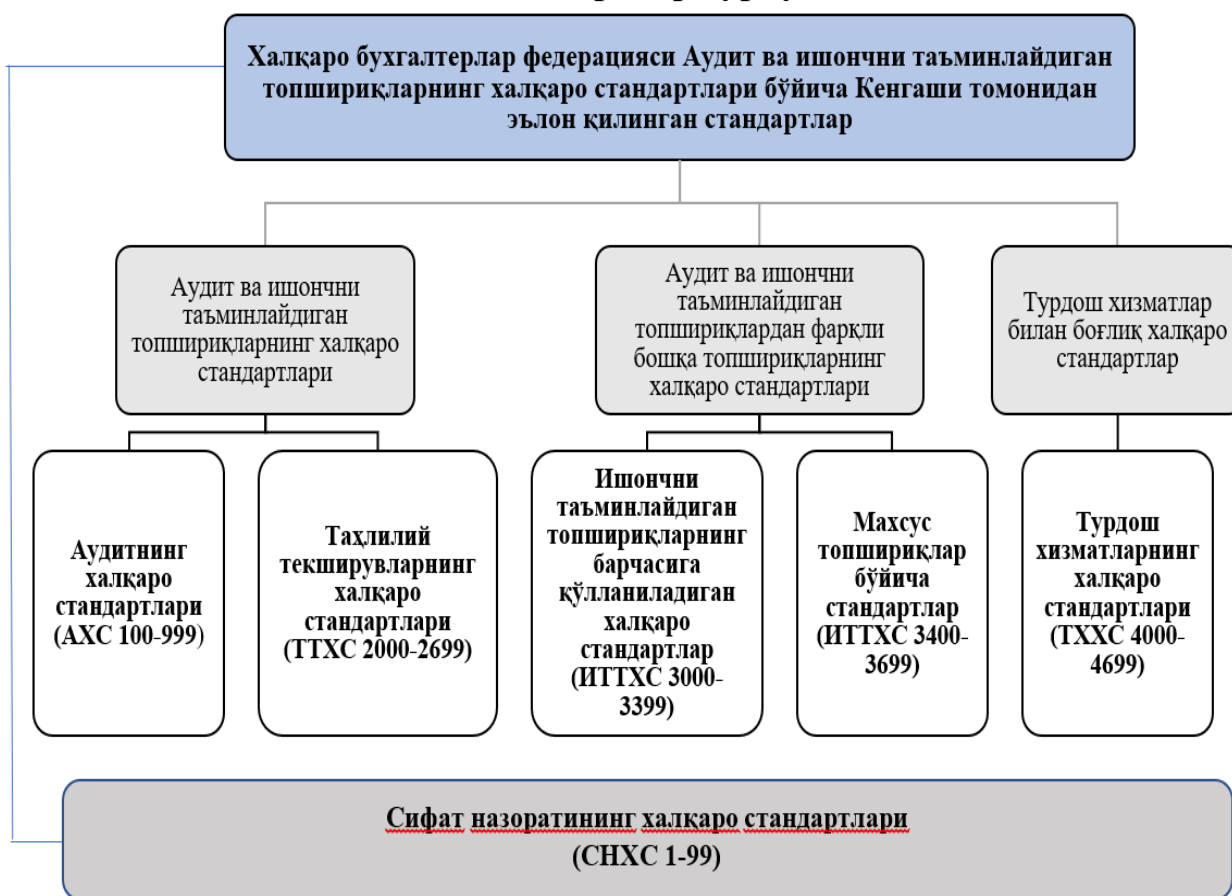 Халқаро бухгалтерлар федерацияси Аудит ва ишончни таъминлайдиган
топшириқларнинг халқаро стандартлари бўйича Кенгаши томонидан
эълон қилинган стандартлар
Аудит ва ишончни
таъминлайдиган
топшириқларнинг халқаро
стандартлари
Аудит ва ишончни
таъминлайдиган
топшириқлардан фарқли
бошқа топшириқларнинг
халқаро стандартлари
Турдош хизматлар
билан боғлиқ халқаро
стандартлар
Аудитнинг
халқаро
стандартлари
(АХС 100-999)
Таҳлилий
текширувларнинг
халқаро
стандартлари
(ТТХС 2000-2699)
Ишончни
таъминлайдиган
топшириқларнинг
барчасига
қўлланиладиган
халқаро
стандартлар
(ИТТХС 3000-
3399)
Махсус
топшириқлар
бўйича
стандартлар
(ИТТХС 3400-
3699)
Турдош
хизматларнинг
халқаро
стандартлари
(ТХХС 4000-
4699)
Сифат назоратининг халқаро стандартлари
(СНХС 1-99)